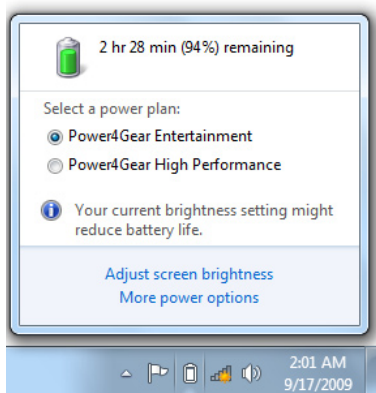 2 hr 28 min (94%) remaining
Select a power plan:
Power4Gear Entertainment
Power4Gear High Performance
Your current brightness setting might
reduce battery life.
Adjust screen brightness
More power options
2:01 AM
9/17/2009